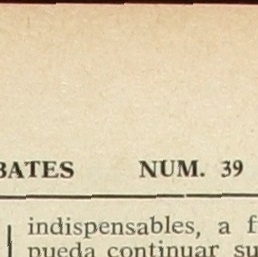 BATES NUM. 39
indispensables, a f
pueda continuar su